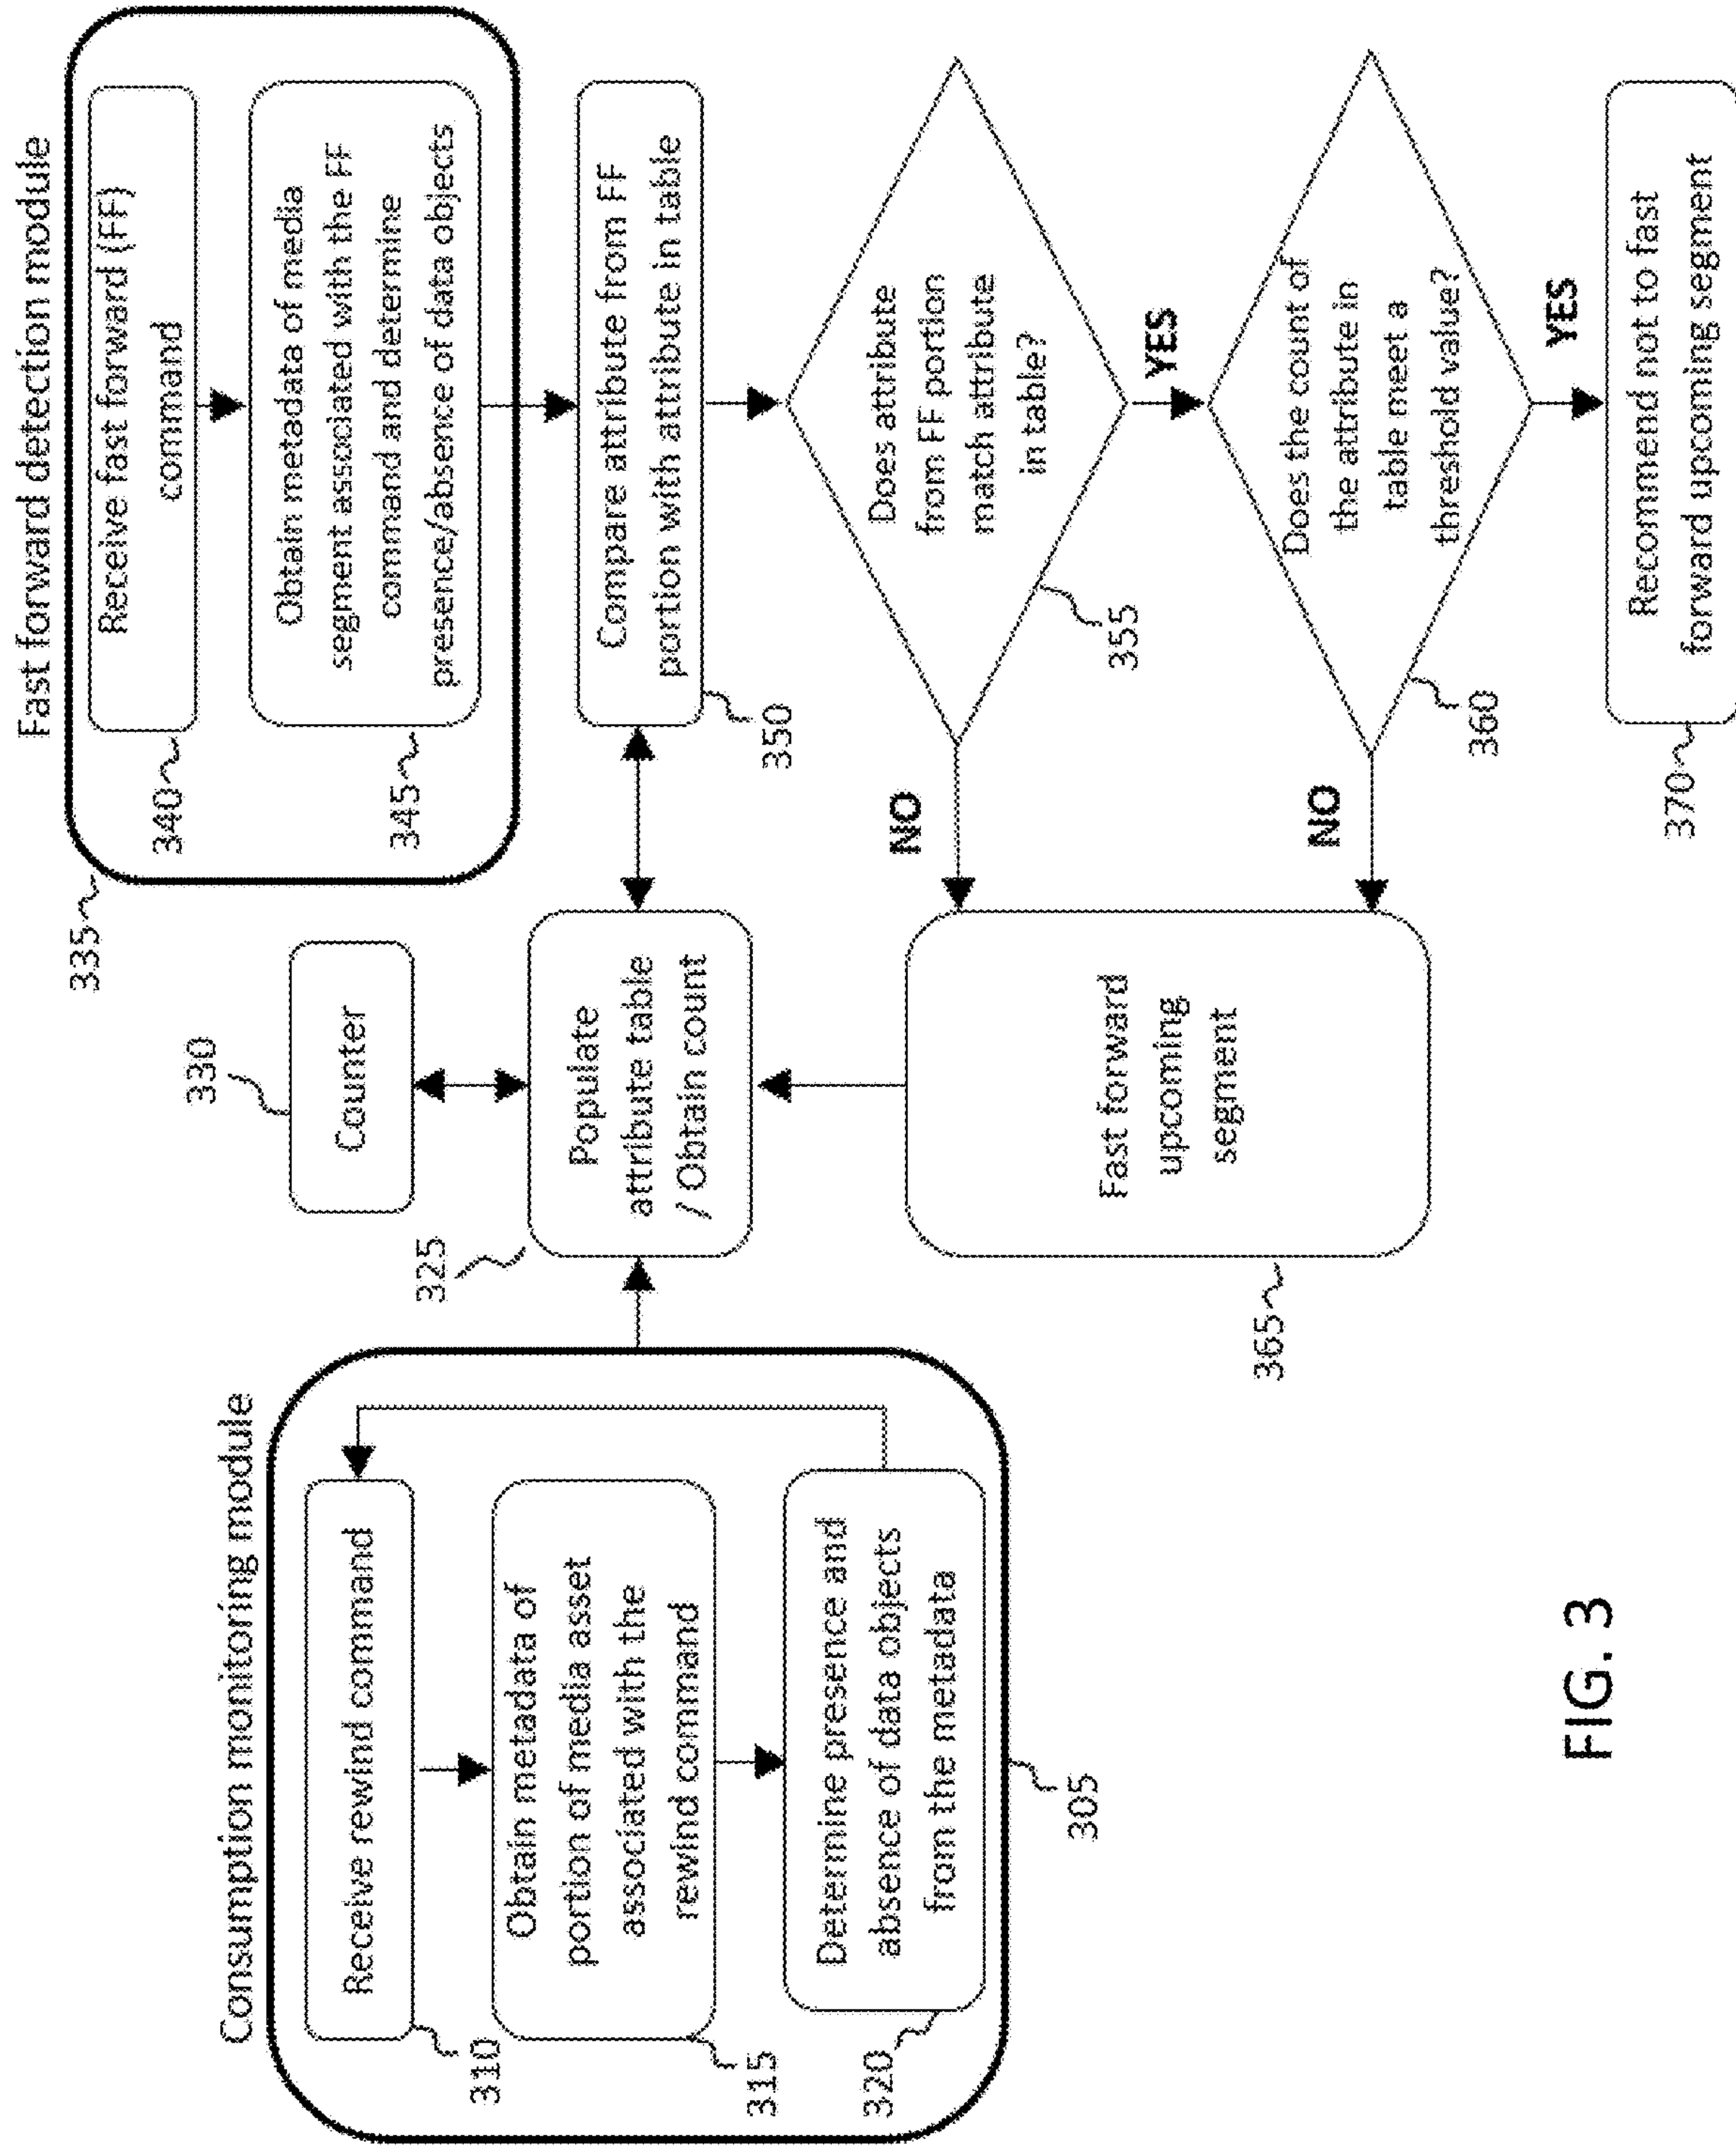 Consumption monitoring module
Receive rewind command
310
Obtain metadata of
portion of media asset
associated with the
rewind command
315
Determine presence and
absence of data objects
from the metadata
320
305
330
Counter
325
Populate
attribute table
/ Obtain count
Fast forward
upcoming
segment
365
Fast forward detection module
335
Receive fast forward (FF)
command
340
Obtain metadata of media
segment associated with the FF
command and determine
presence/absence of data objects
345
Compare attribute from FF
portion with attribute in table
350
Does attribute
from FF portion
match attribute
in table?
355
NO
YES
Does the count of
the attribute in
table meet a
threshold value?
360
NO
YES
Recommend not to fast
forward upcoming segment
370
FIG. 3